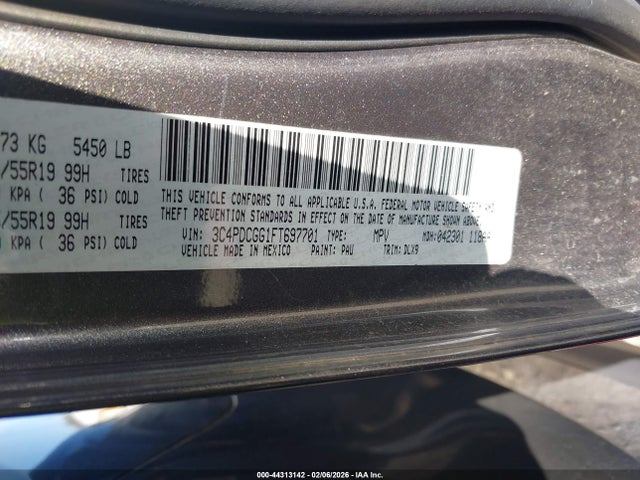 73 KG 5450 LB
/55R19 99H TIRES
KPA ( 36 PSI) COLD
/55R19 99H TIRES
KPA ( 36 PSI) COLD
THIS VEHICLE CONFORMS TO ALL APPLICABLE U.S.A. FEDERAL MOTOR VEHICLE SAFETY AND
THEFT PREVENTION STANDARDS IN EFFECT ON THE DATE OF MANUFACTURE SHOWN ABOVE.
VIN: 3C4PDCGG1FT697701 TYPE: MPV MDH: 042301 118AA
VEHICLE MADE IN MEXICO PAINT: PAU TRIM: DLX9
000-44313142 / 02/06/2026 - IAA Inc.